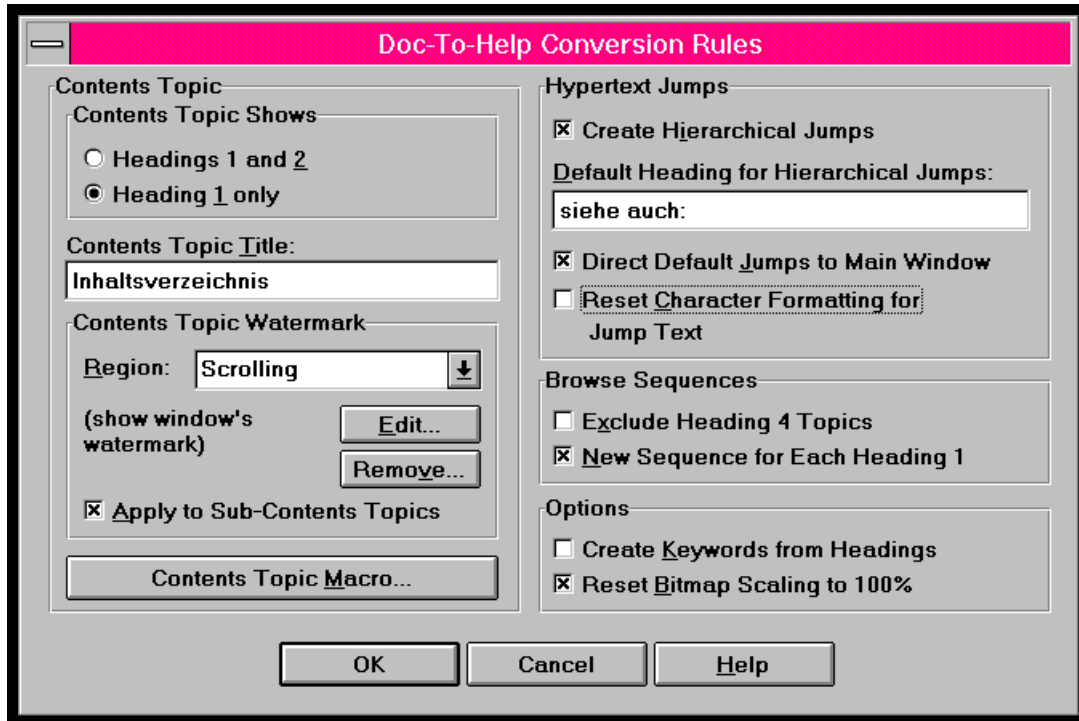 Doc-To-Help Conversion Rules
Contents Topic
Contents Topic Shows
Headings 1 and 2
Heading 1 only
Contents Topic Title:
Inhaltsverzeichnis
Contents Topic Watermark
Region:
Scrolling
(show window's
watermark)
Edit...
Remove...
Apply to Sub-Contents Topics
Contents Topic Macro...
Hypertext Jumps
Create Hierarchical Jumps
Default Heading for Hierarchical Jumps:
siehe auch:
Direct Default Jumps to Main Window
Reset Character Formatting for
Jump Text
Browse Sequences
Exclude Heading 4 Topics
New Sequence for Each Heading 1
Options
Create Keywords from Headings
Reset Bitmap Scaling to 100%
OK
Cancel
Help